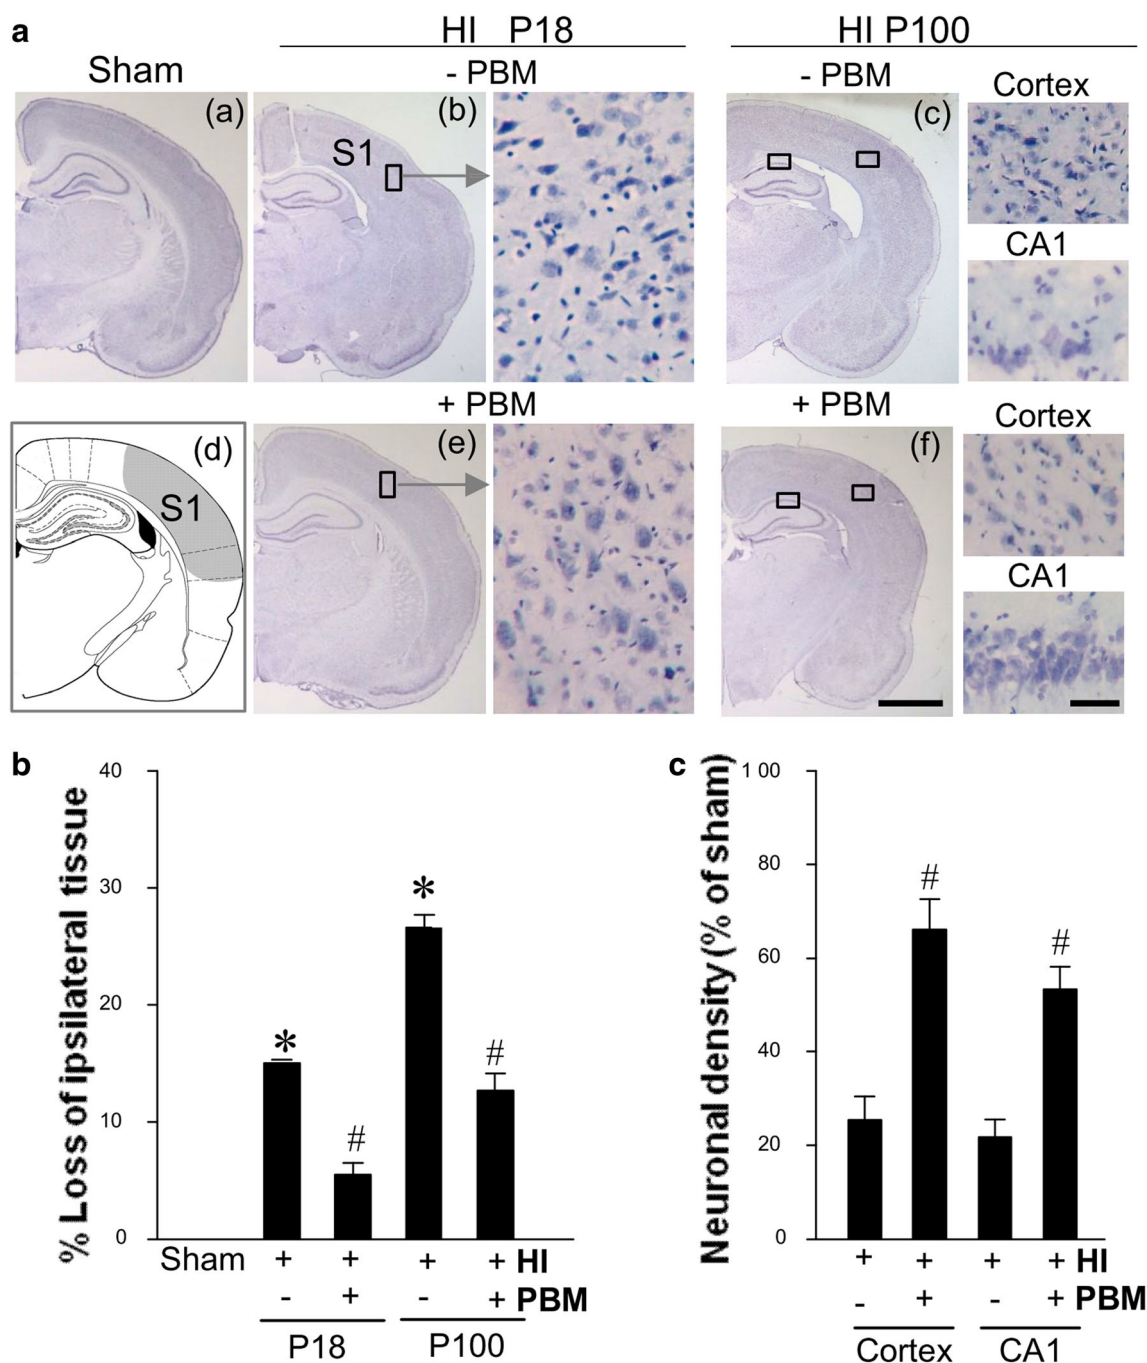 a
HI P18
HI P100
Sham
- PBM
- PBM
Cortex
(a)
(b)
S1
(c)
CA1
+ PBM
+ PBM
Cortex
(d)
S1
(e)
(f)
CA1
b
% Loss of ipsilateral tissue
40
30
20
10
0
*
#
*
#
Sham + + + + HI
- + - + PBM
P18 P100
c
Neuronal density (% of sham)
1 00
80
60
40
20
0
#
#
+ + + + HI
- + - + PBM
Cortex CA1